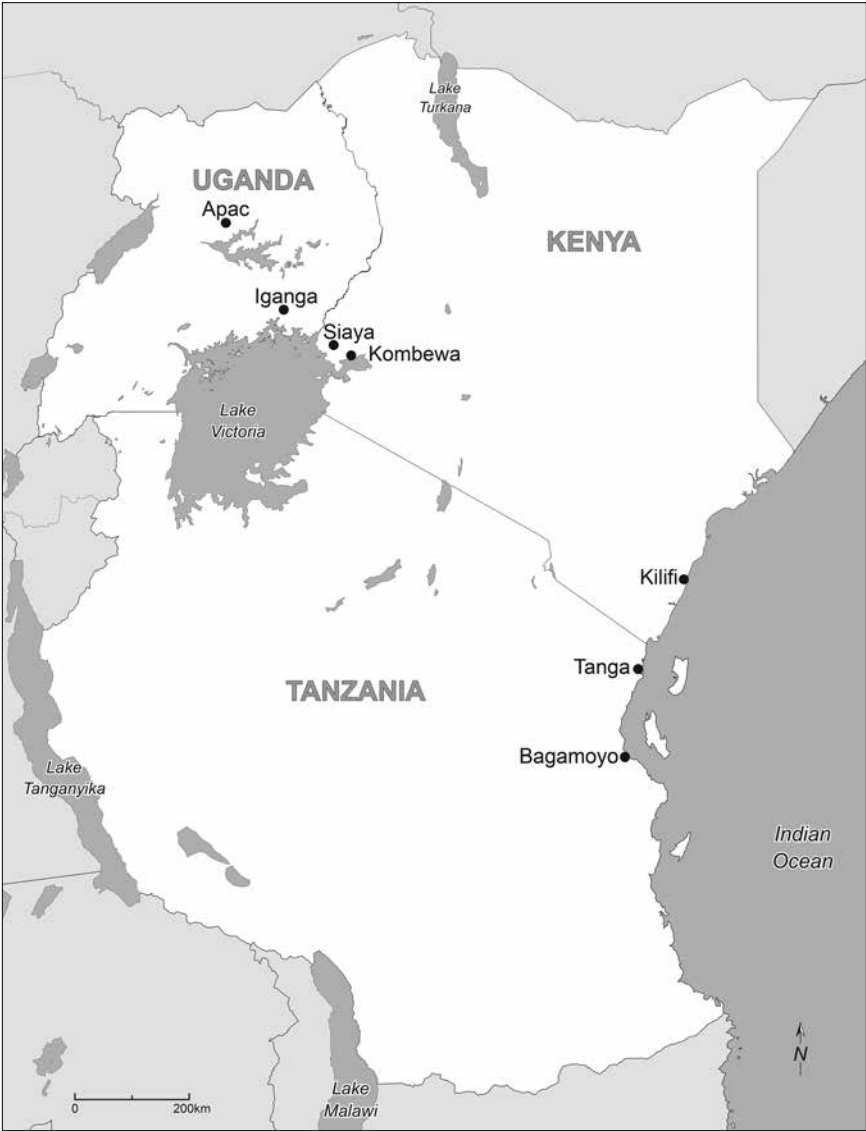 Lake
Turkana
UGANDA
Apac
KENYA
Iganga
Siaya
Kombewa
Lake
Victoria
Kilifi
Tanga
TANZANIA
Bagamoyo
Lake
Tanganyika
Indian
Ocean
N
0 200km
Lake
Malawi